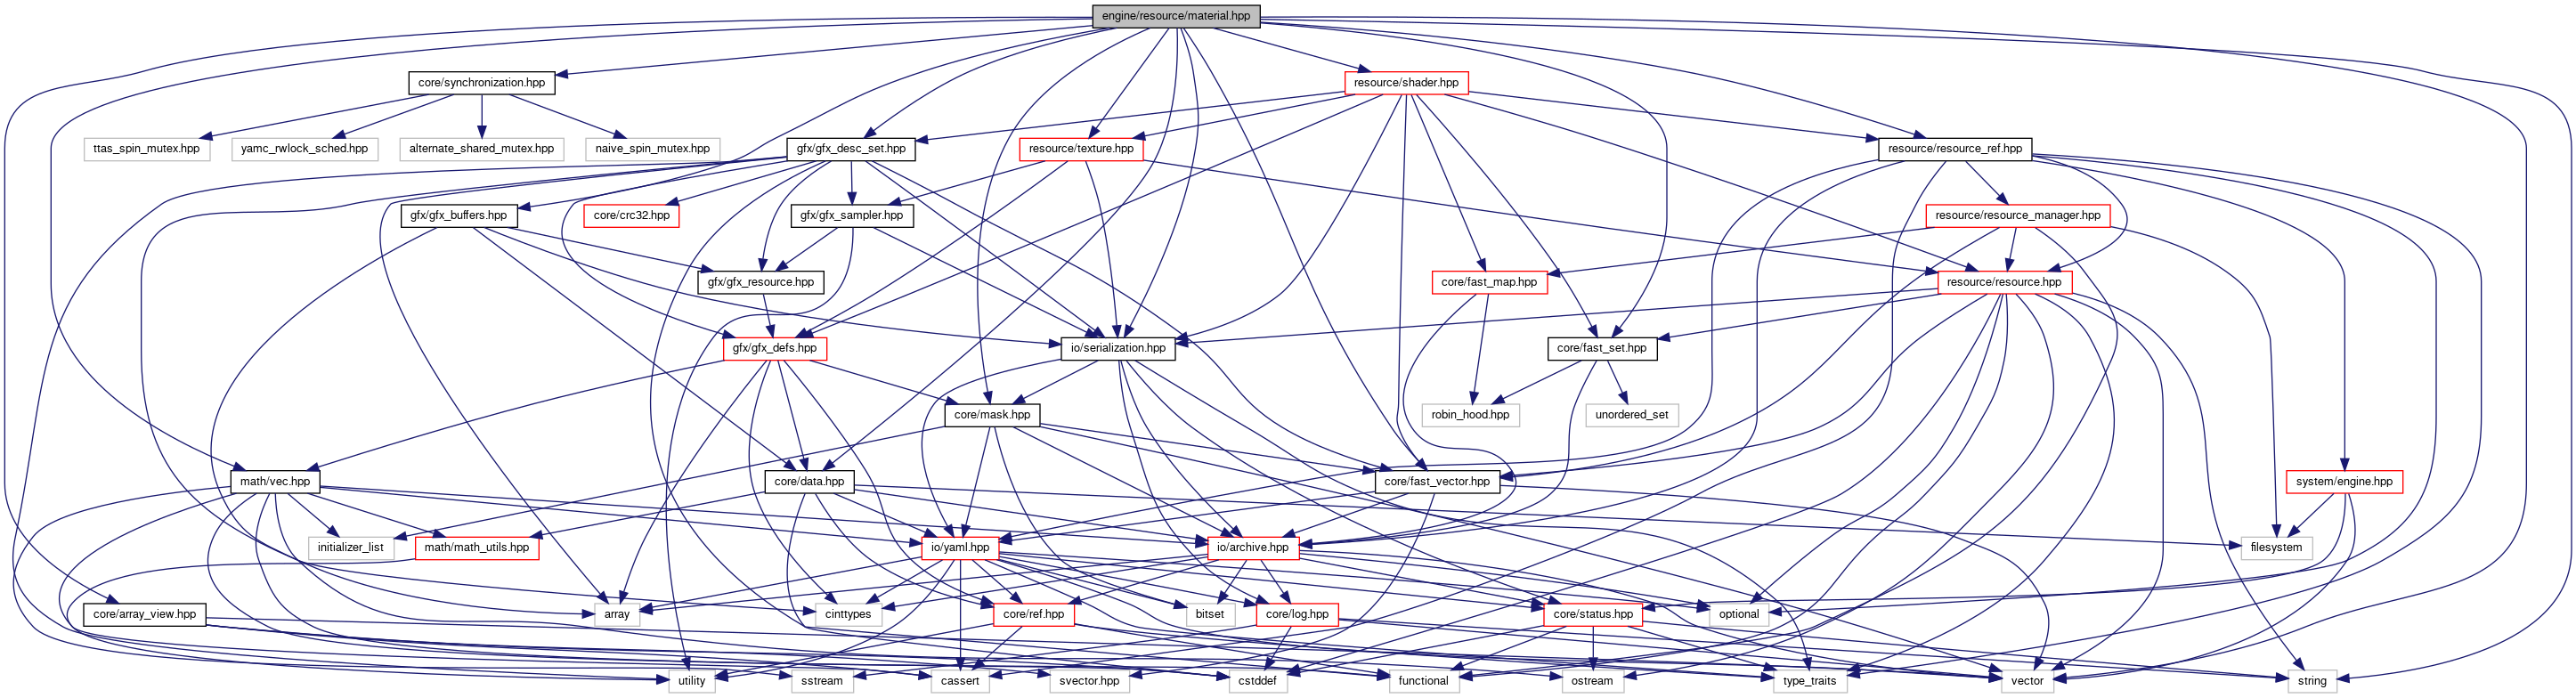 engine/resource/material.hpp
core/synchronization.hpp
resource/shader.hpp
ttas_spin_mutex.hpp
yamc_rwlock_sched.hpp
alternate_shared_mutex.hpp
naive_spin_mutex.hpp
gfx/gfx_desc_set.hpp
resource/texture.hpp
resource/resource_ref.hpp
gfx/gfx_buffers.hpp
core/crc32.hpp
gfx/gfx_sampler.hpp
resource/resource_manager.hpp
gfx/gfx_resource.hpp
core/fast_map.hpp
resource/resource.hpp
gfx/gfx_defs.hpp
io/serialization.hpp
core/fast_set.hpp
core/mask.hpp
robin_hood.hpp
unordered_set
math/vec.hpp
core/data.hpp
core/fast_vector.hpp
system/engine.hpp
initializer_list
math/math_utils.hpp
io/yaml.hpp
io/archive.hpp
filesystem
core/array_view.hpp
array
cinttypes
core/ref.hpp
bitset
core/log.hpp
core/status.hpp
optional
utility
sstream
cassert
svector.hpp
cstddef
functional
ostream
type_traits
vector
string